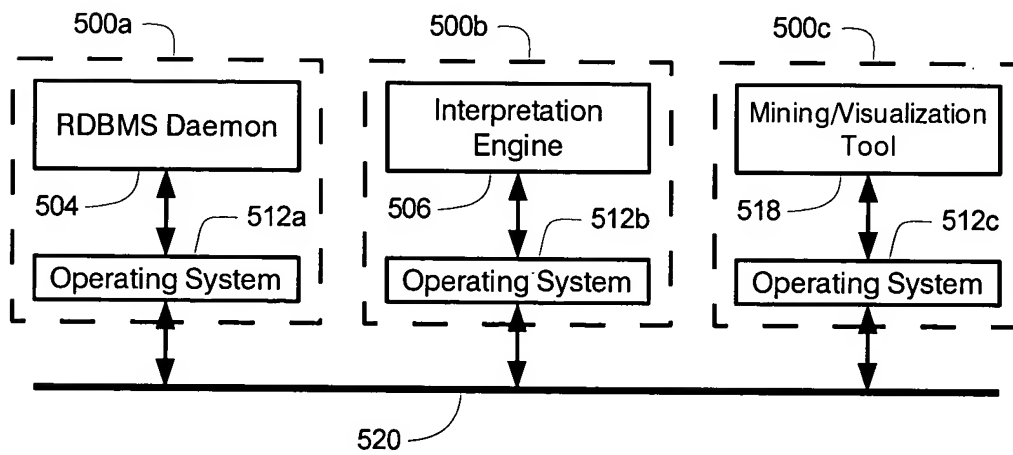 500a
500b
500c
RDBMS Daemon
Interpretation
Engine
Mining/Visualization
Tool
504
506
518
512a
512b
512c
Operating System
Operating System
Operating System
520